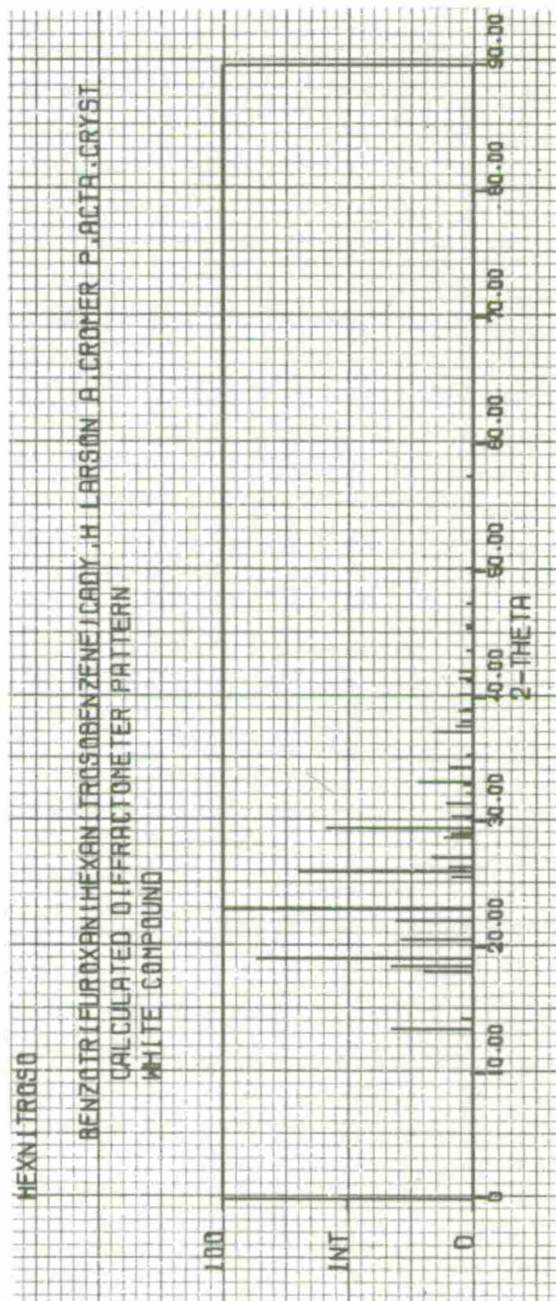 HEXNITROSO
BENZOTRIFUROXAN(HEXANITROSOBENZENE)CADY,H LARSON A,CROMER P,ACTA.CRYST
CALCULATED DIFFRACTOMETER PATTERN
WHITE COMPOUND
100
INT
0
0 10.00 20.00 30.00 40.00 50.00 60.00 70.00 80.00 90.00
2-THETA